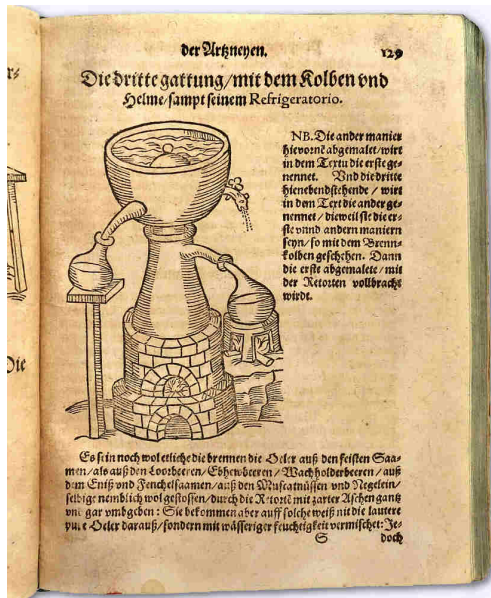 der Artzneyen. 129
Die dritte gattung/mit dem Kolben vnd
Helme/sampt seinem Refrigeratorio.
NB. Die ander manier
hievornē abgemalet/wirt
in dem Textu die erste ge-
nennet. Vnd die dritte
hienebendstehende / wirt
in dem Text die ander ge-
nennet / dieweil sie die er-
ste vnnd andern maniern
seyn/so mit dem Brenn-
kolben geschehen. Dann
die erste abgemalete/mit
der Retorten vollbracht
wirdt.
Es sein noch wol etliche die brennen die Oeler auß den feisten Saa-
men/als auß den Loorbeeren/Ebhewbeeren/Wachholderbeeren/auß
dem Eniß vnd Fenchelsaamen/auß den Muscatnüssen vnd Negelein/
selbige nemblich wol gestossen/durch die Retortē mit zarter Aschen gantz
vnd gar vmbgeben: Sie bekommen aber auff solche weiß nit die lautere
pure Oeler darauß/sondern mit wässeriger feuchtigkeit vermischet: Je-
S doch
Die